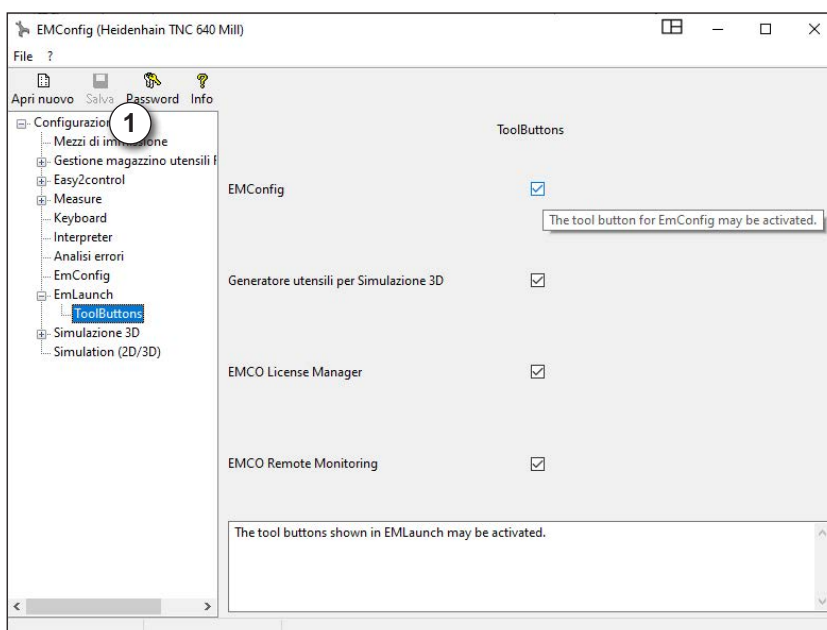 EMConfig (Heidenhain TNC 640 Mill)
File ?
Apri nuovo Salva Password Info
1
Configurazion
Mezzi di immissione
Gestione magazzino utensili F
Easy2control
Measure
Keyboard
Interpreter
Analisi errori
EmConfig
EmLaunch
ToolButtons
Simulazione 3D
Simulation (2D/3D)
ToolButtons
EMConfig
The tool button for EmConfig may be activated.
Generatore utensili per Simulazione 3D
EMCO License Manager
EMCO Remote Monitoring
The tool buttons shown in EMLaunch may be activated.